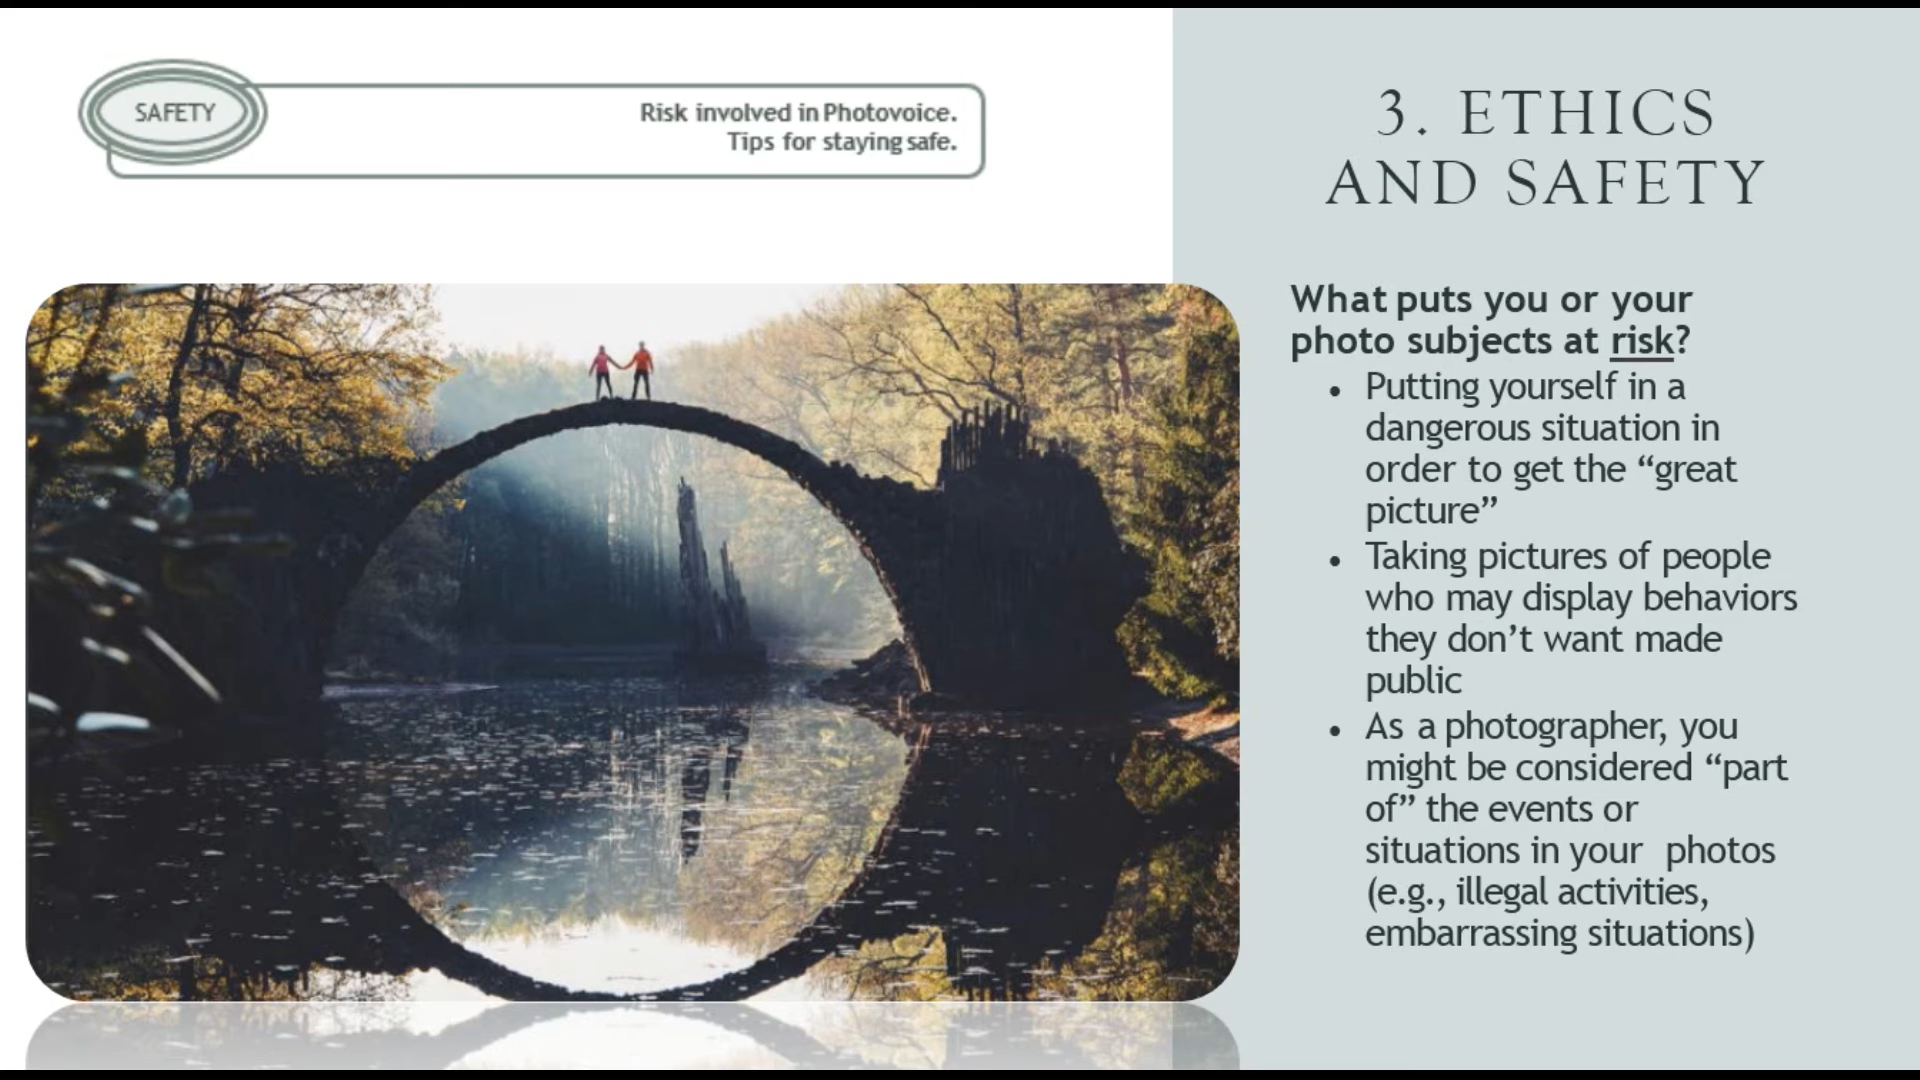 SAFETY
Risk involved in Photovoice.
Tips for staying safe.
3. ETHICS
AND SAFETY
What puts you or your
photo subjects at risk?
• Putting yourself in a
dangerous situation in
order to get the “great
picture”
• Taking pictures of people
who may display behaviors
they don’t want made
public
• As a photographer, you
might be considered “part
of” the events or
situations in your photos
(e.g., illegal activities,
embarrassing situations)